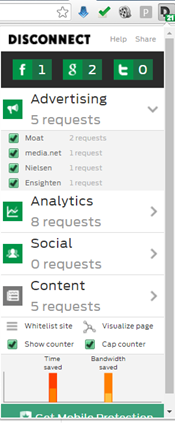 21
DISCONNECT Help Share
f 1 g 2 t 0
Advertising
5 requests
Moat 2 requests
media.net 1 request
Nielsen 1 request
Ensighten 1 request
Analytics
8 requests
Social
0 requests
Content
5 requests
Whitelist site Visualize page
Show counter Cap counter
Time saved Bandwidth saved
Get Mobile Protection